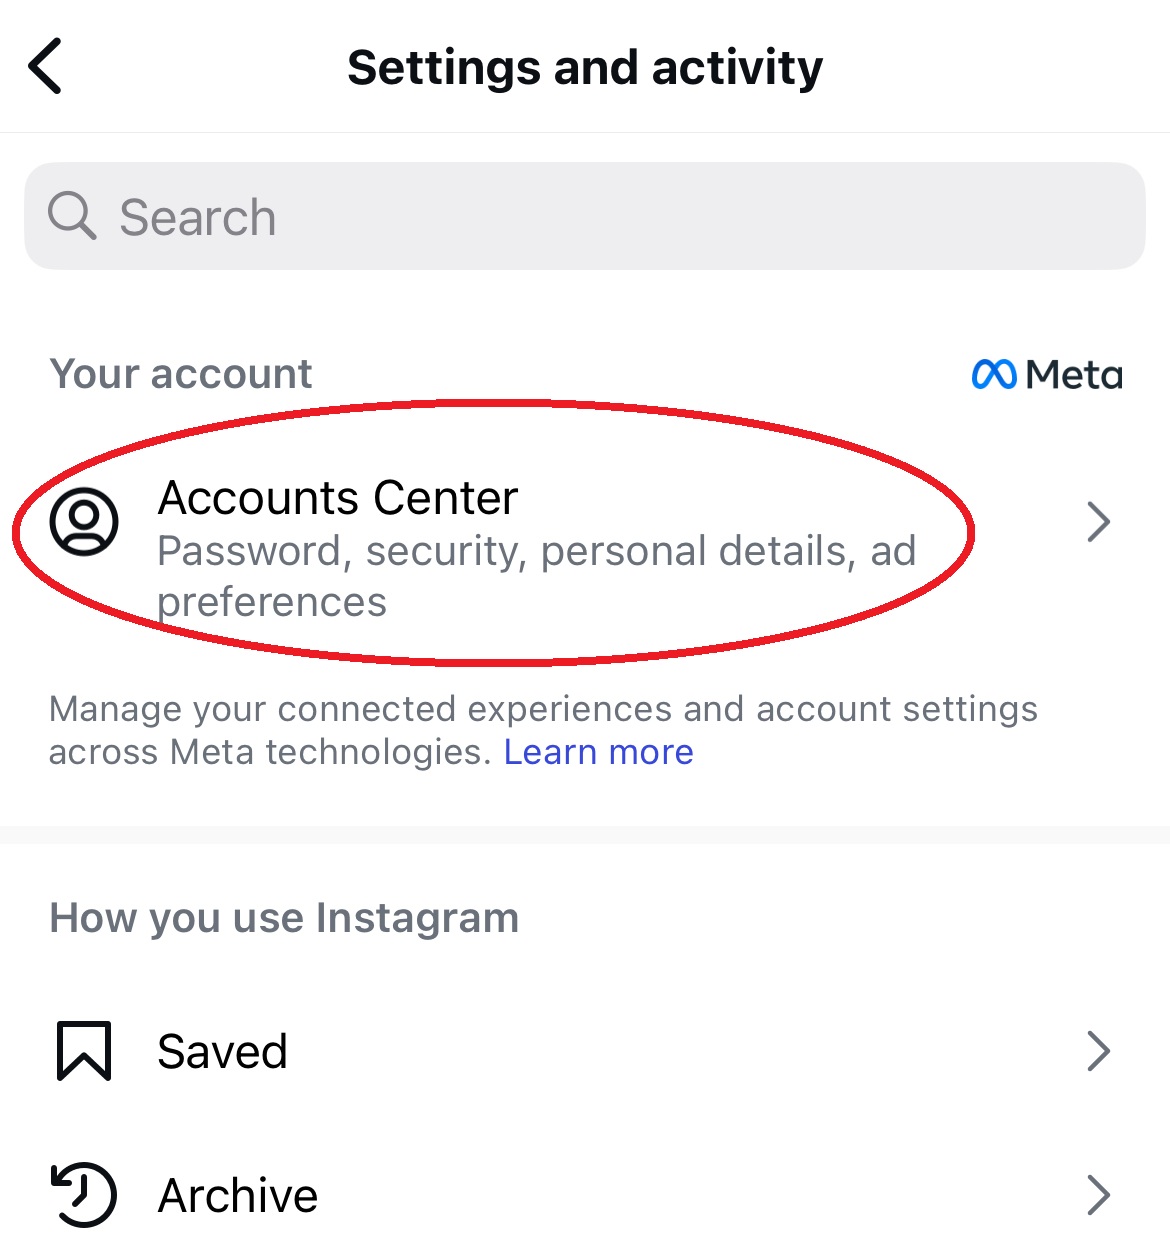 Settings and activity
Search
Your account
Meta
Accounts Center
Password, security, personal details, ad
preferences
Manage your connected experiences and account settings
across Meta technologies. Learn more
How you use Instagram
Saved
Archive